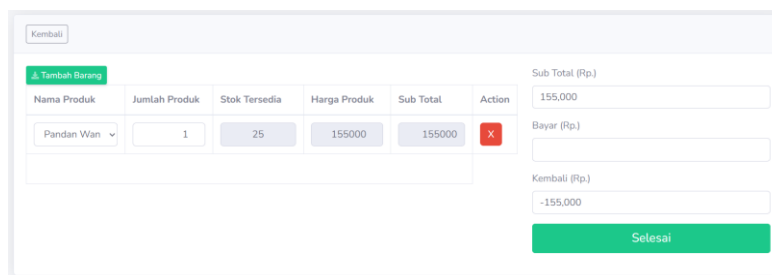 Kembali
Tambah Barang
Nama Produk Jumlah Produk Stok Tersedia Harga Produk Sub Total Action
Pandan Wan 1 25 155000 155000 X
Sub Total (Rp.)
155,000
Bayar (Rp.)
Kembali (Rp.)
-155,000
Selesai